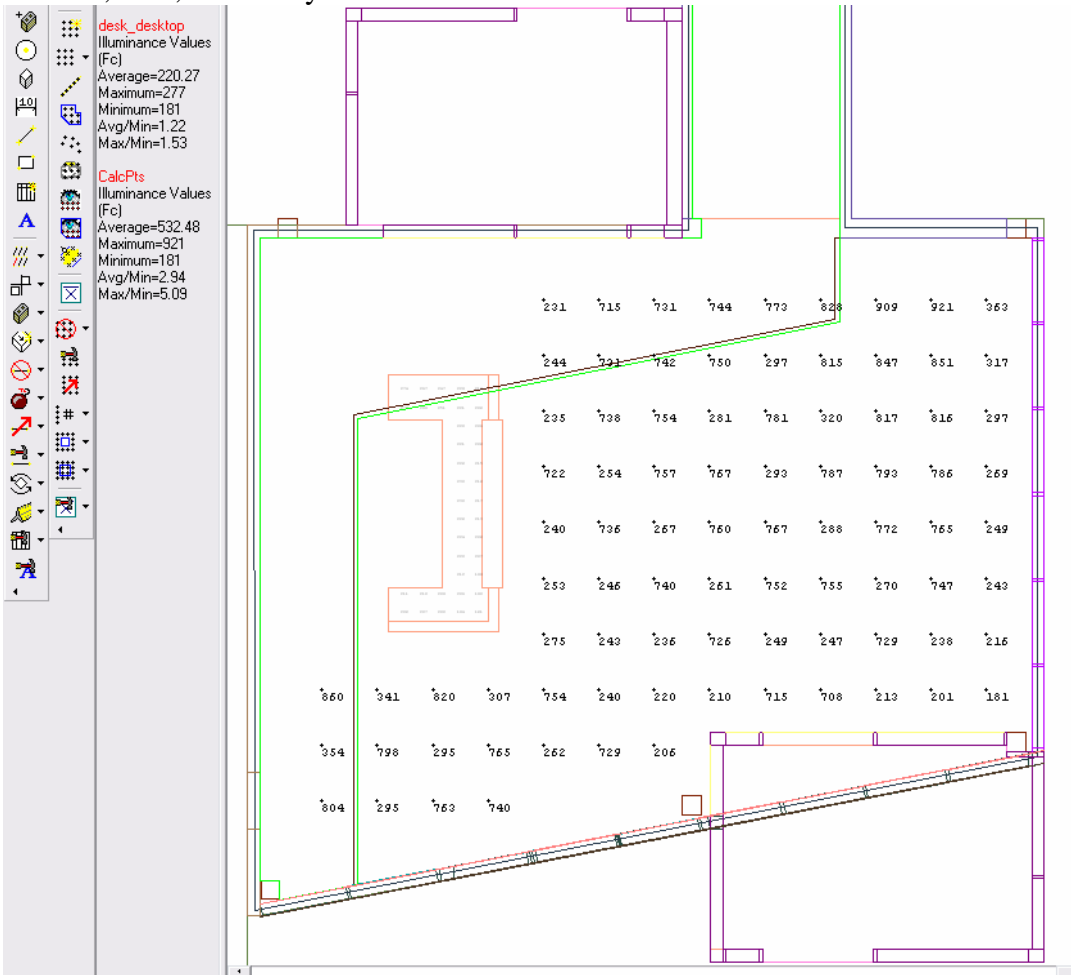 desk_desktop
Illuminance Values
(Fc)
Average=220.27
Maximum=277
Minimum=181
Avg/Min=1.22
Max/Min=1.53
CalcPts
Illuminance Values
(Fc)
Average=532.48
Maximum=921
Minimum=181
Avg/Min=2.94
Max/Min=5.09
10
A
#
A
231 715 731 744 773 828 909 921 363
244 731 742 750 297 815 847 851 317
235 738 754 281 781 320 817 816 297
722 254 757 767 293 787 793 786 269
240 736 267 760 767 288 772 765 249
253 246 740 261 752 755 270 747 243
275 243 236 726 249 247 729 238 216
860 341 820 307 754 240 220 210 715 708 213 201 181
354 798 295 765 262 729 206
804 295 763 740